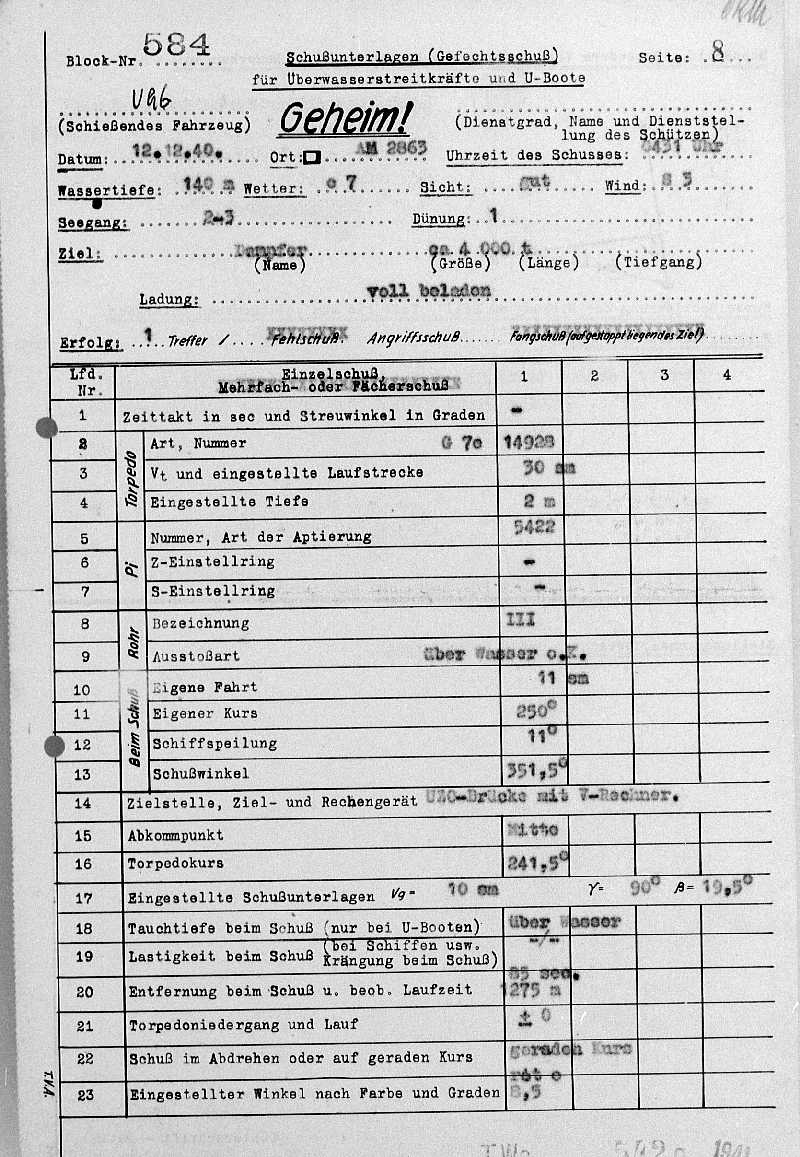 Block-Nr. 584 Schußunterlagen (Gefechtsschuß) Seite: 8
für Überwasserstreitkräfte und U-Boote
Geheim!
(Schießendes Fahrzeug) (Dienstgrad, Name und Dienststel-
lung des Schützen)
Datum: 12.12.40. Ort: AM 2863 Uhrzeit des Schusses: 0431 Uhr
Wassertiefe: 140 m Wetter: c 7 Sicht: gut Wind: S 3
Seegang: 2-3 Dünung: 1
Ziel: Dampfer ca 4 000 t
(Name) (Größe) (Länge) (Tiefgang)
Ladung: voll beladen
Erfolg: 1 Treffer / Fehlschuß Angriffsschuß Fangschuß (auf gestoppt liegendes Ziel)
Lfd. Nr. Einzelschuß, 1 2 3 4
Mehrfach- oder Fächerschuß
1 Zeittakt in sec und Streuwinkel in Graden -
Torpedo
2 Art, Nummer G 7e 14928
3 Vt und eingestellte Laufstrecke 30 sm
4 Eingestellte Tiefe 2 m
Pi
5 Nummer, Art der Aptierung 5422
6 Z-Einstellring -
7 S-Einstellring -
Rohr
8 Bezeichnung III
9 Ausstoßart über Wasser o.K.
Beim Schuß
10 Eigene Fahrt 11 sm
11 Eigener Kurs 250°
12 Schiffspeilung 11°
13 Schußwinkel 351,5°
14 Zielstelle, Ziel- und Rechengerät UZO-Brücke mit V-Rechner.
15 Abkommpunkt Mitte
16 Torpedokurs 241,5°
17 Eingestellte Schußunterlagen Vg= 10 sm γ= 90° β= 19,5°
18 Tauchtiefe beim Schuß (nur bei U-Booten) über Wasser
19 Lastigkeit beim Schuß (bei Schiffen usw. Krängung beim Schuß) -/-
85 sec.
20 Entfernung beim Schuß u. beob. Laufzeit 1275 m
21 Torpedoniedergang und Lauf ± 0
22 Schuß im Abdrehen oder auf geraden Kurs geraden Kurs
rot
23 Eingestellter Winkel nach Farbe und Graden 8,5
T.V.A.